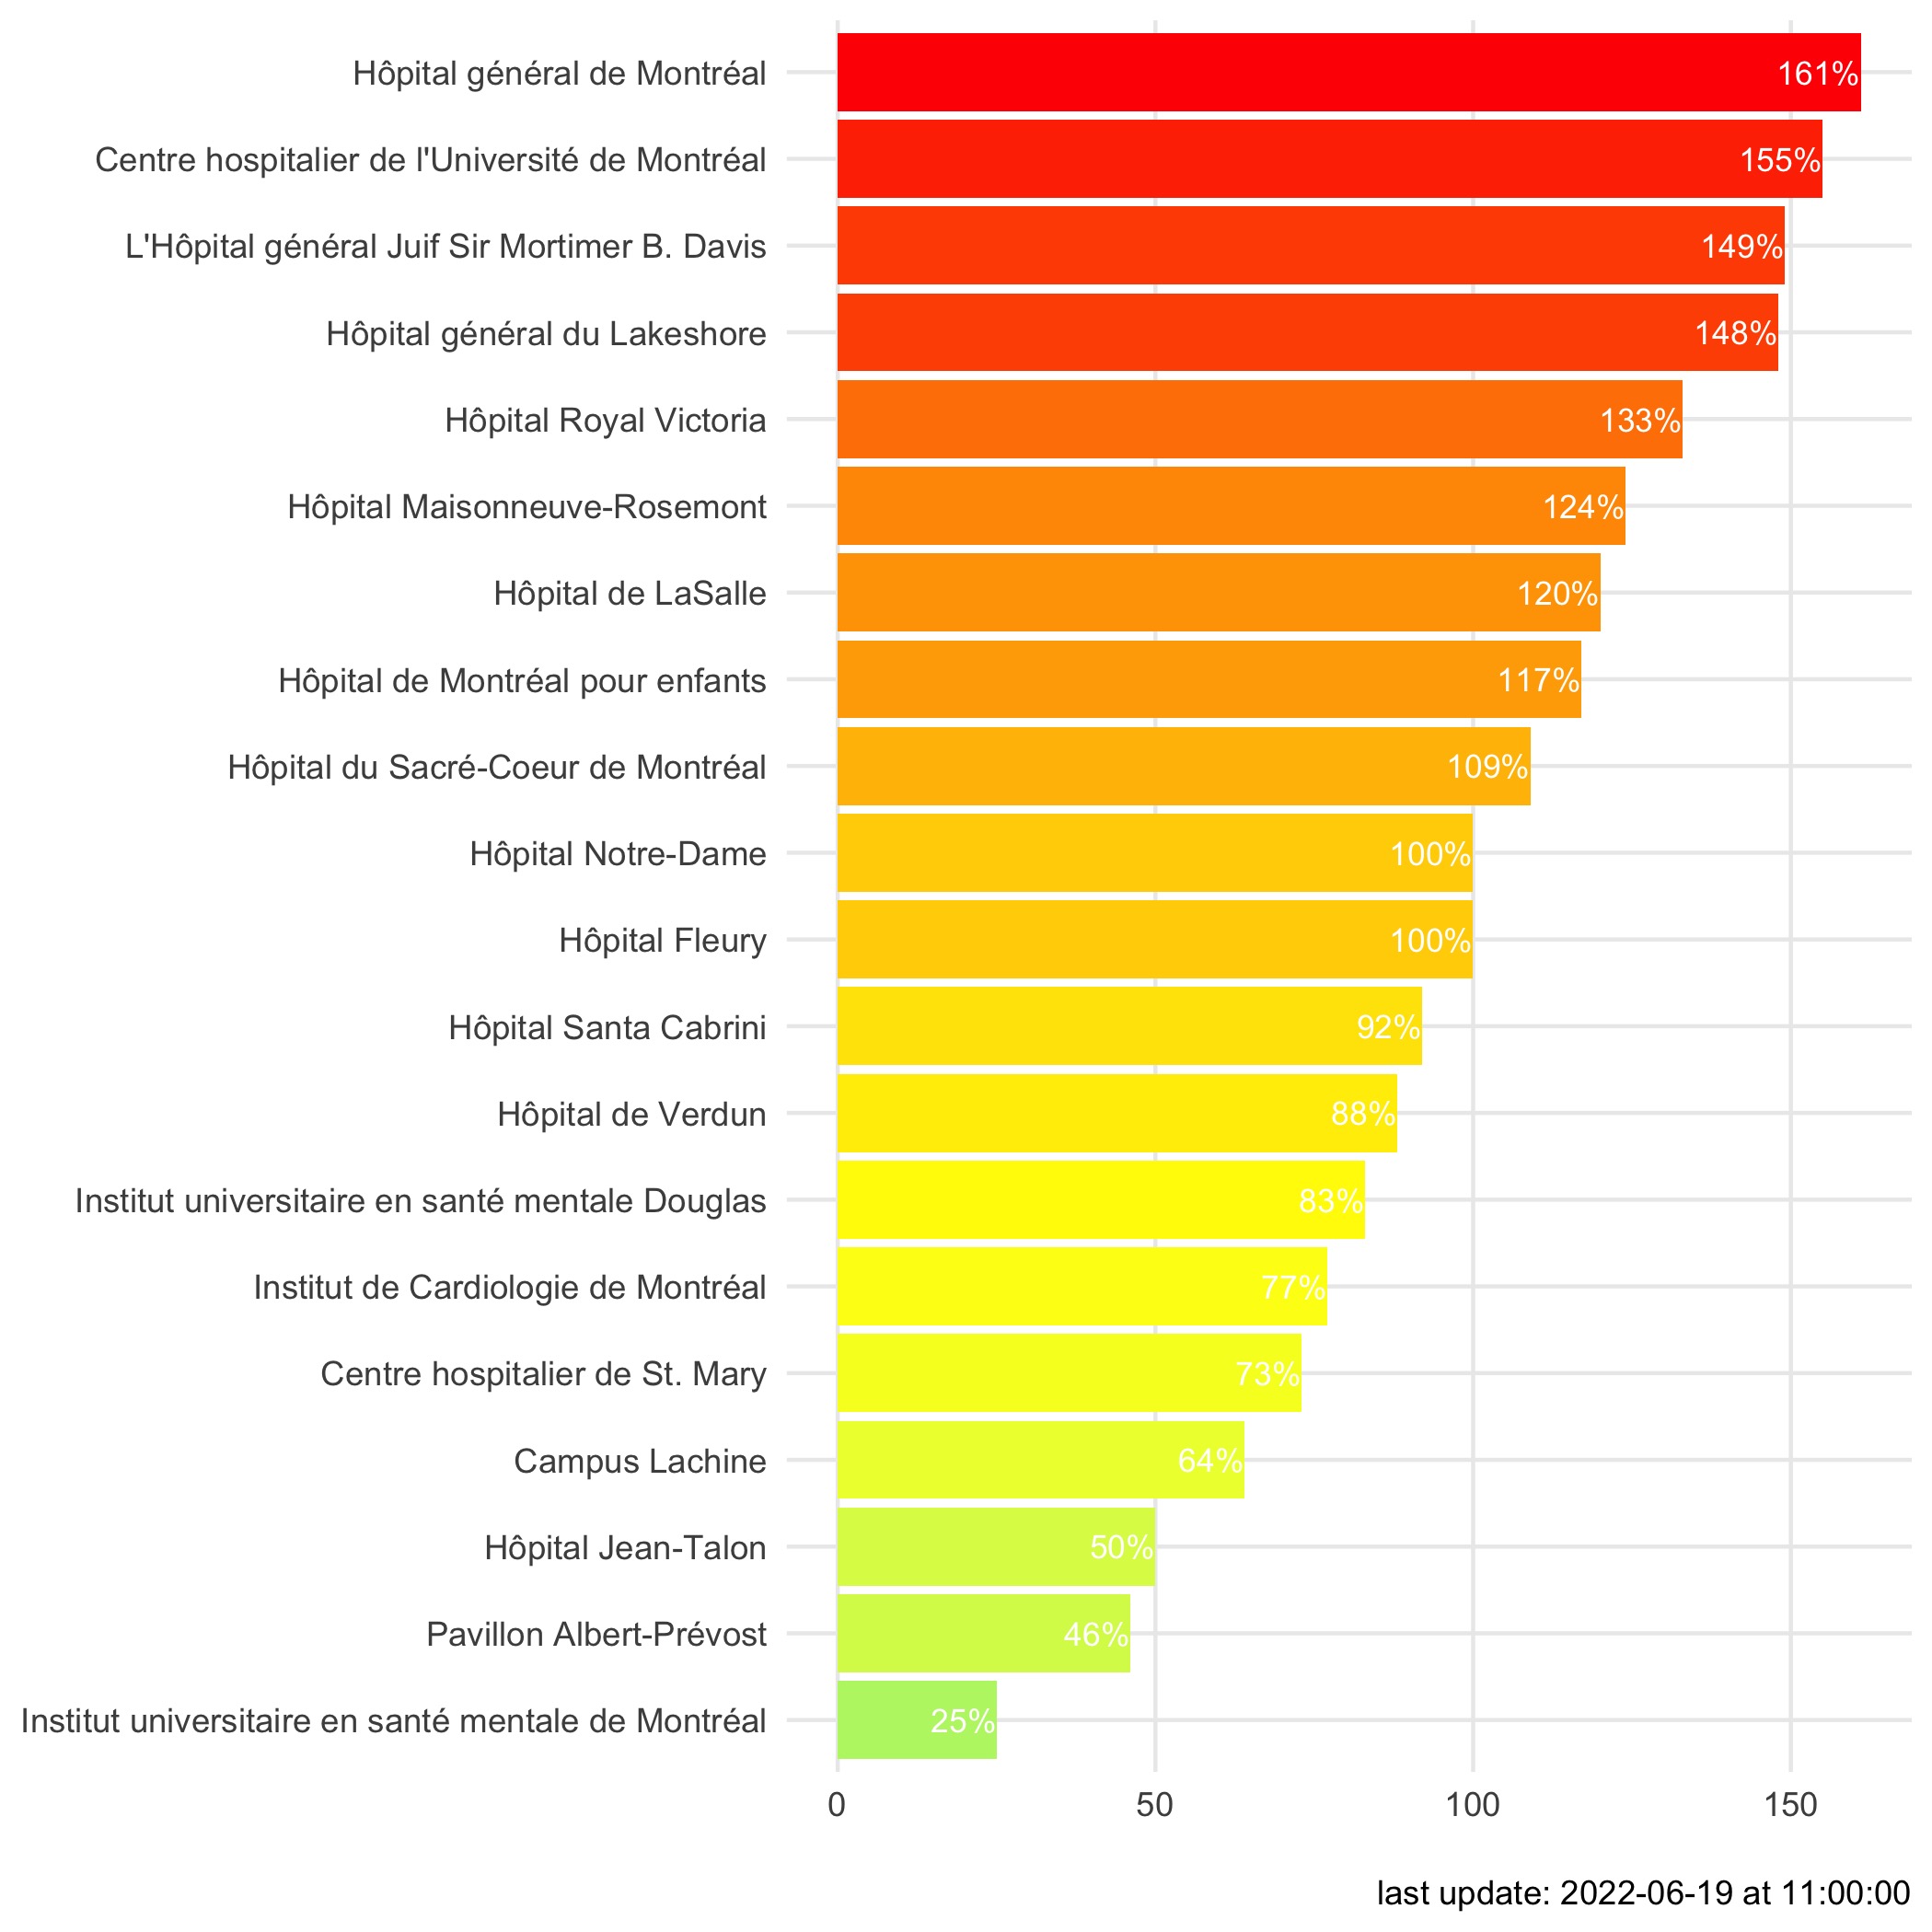 Hôpital général de Montréal 161%
Centre hospitalier de l'Université de Montréal 155%
L'Hôpital général Juif Sir Mortimer B. Davis 149%
Hôpital général du Lakeshore 148%
Hôpital Royal Victoria 133%
Hôpital Maisonneuve-Rosemont 124%
Hôpital de LaSalle 120%
Hôpital de Montréal pour enfants 117%
Hôpital du Sacré-Coeur de Montréal 109%
Hôpital Notre-Dame 100%
Hôpital Fleury 100%
Hôpital Santa Cabrini 92%
Hôpital de Verdun 88%
Institut universitaire en santé mentale Douglas 83%
Institut de Cardiologie de Montréal 77%
Centre hospitalier de St. Mary 73%
Campus Lachine 64%
Hôpital Jean-Talon 50%
Pavillon Albert-Prévost 46%
Institut universitaire en santé mentale de Montréal 25%
0 50 100 150
last update: 2022-06-19 at 11:00:00